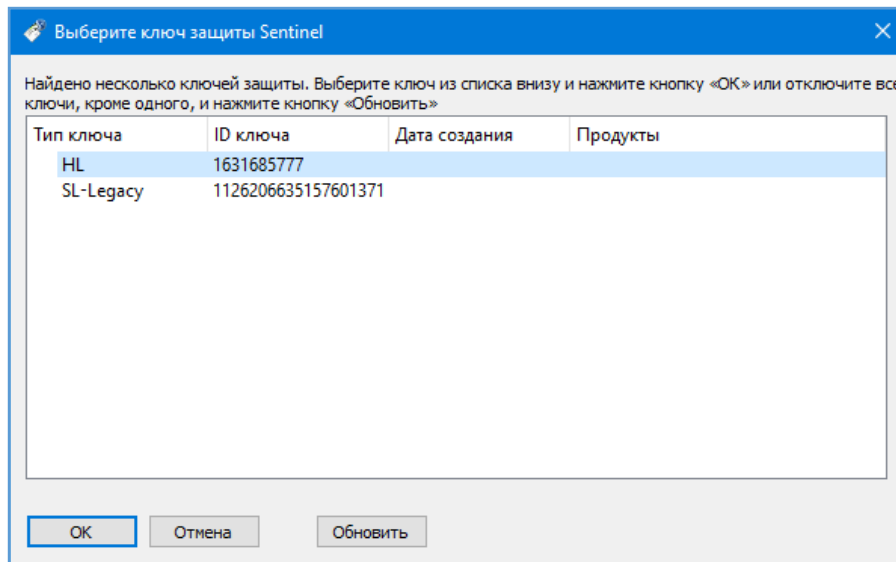 Выберите ключ защиты Sentinel
Найдено несколько ключей защиты. Выберите ключ из списка внизу и нажмите кнопку «ОК» или отключите все
ключи, кроме одного, и нажмите кнопку «Обновить»
Тип ключа ID ключа Дата создания Продукты
HL 1631685777
SL-Legacy 1126206635157601371
ОК Отмена Обновить